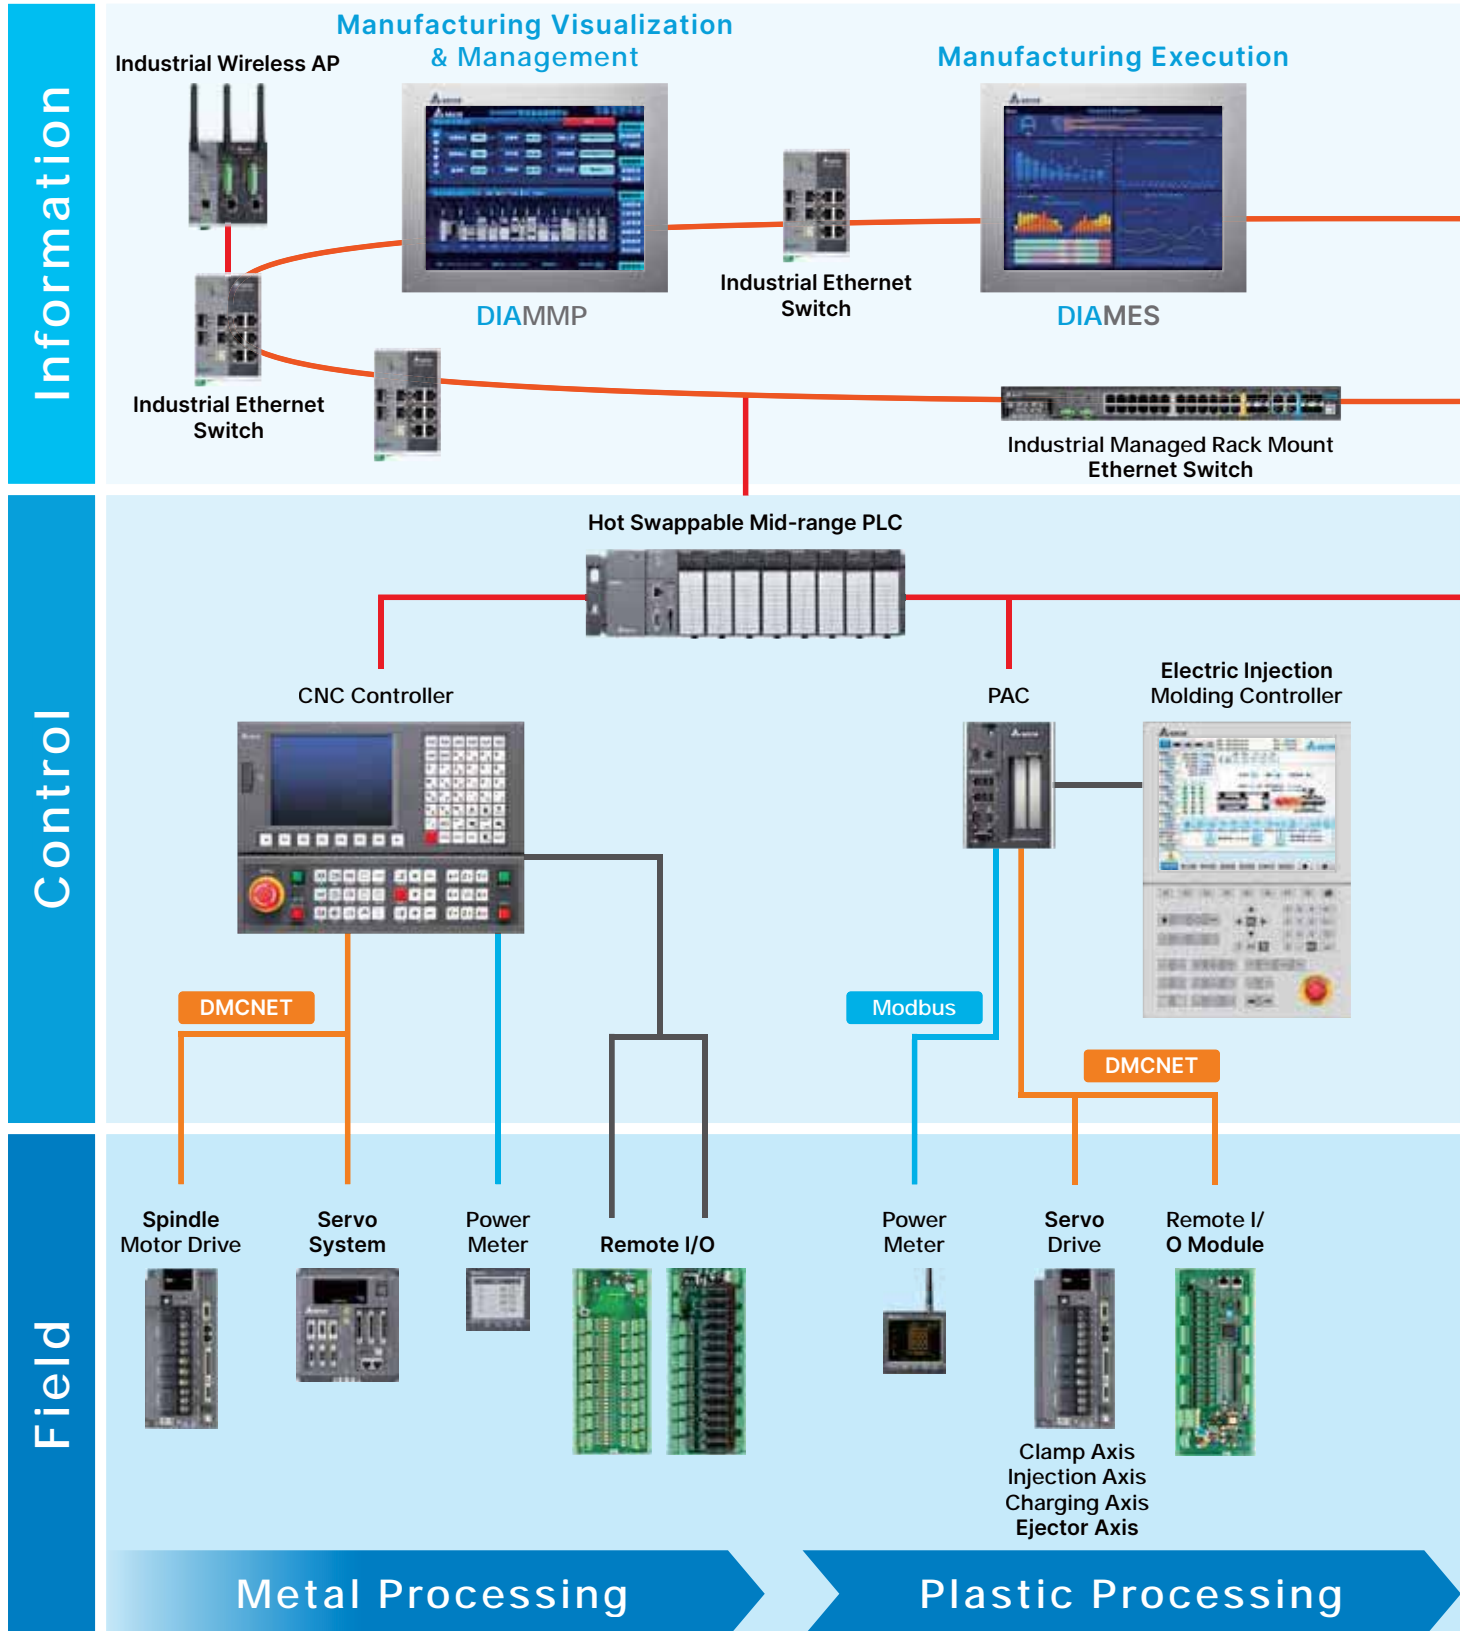 Information
Manufacturing Visualization
& Management
Industrial Wireless AP
Manufacturing Execution
Industrial Ethernet
Switch
DIAMMP
DIAMES
Industrial Ethernet
Switch
Industrial Managed Rack Mount
Ethernet Switch
Control
Hot Swappable Mid-range PLC
CNC Controller
PAC
Electric Injection
Molding Controller
DMCNET
Modbus
DMCNET
Field
Spindle
Motor Drive
Servo
System
Power
Meter
Remote I/O
Power
Meter
Servo
Drive
Remote I/
O Module
Clamp Axis
Injection Axis
Charging Axis
Ejector Axis
Metal Processing
Plastic Processing